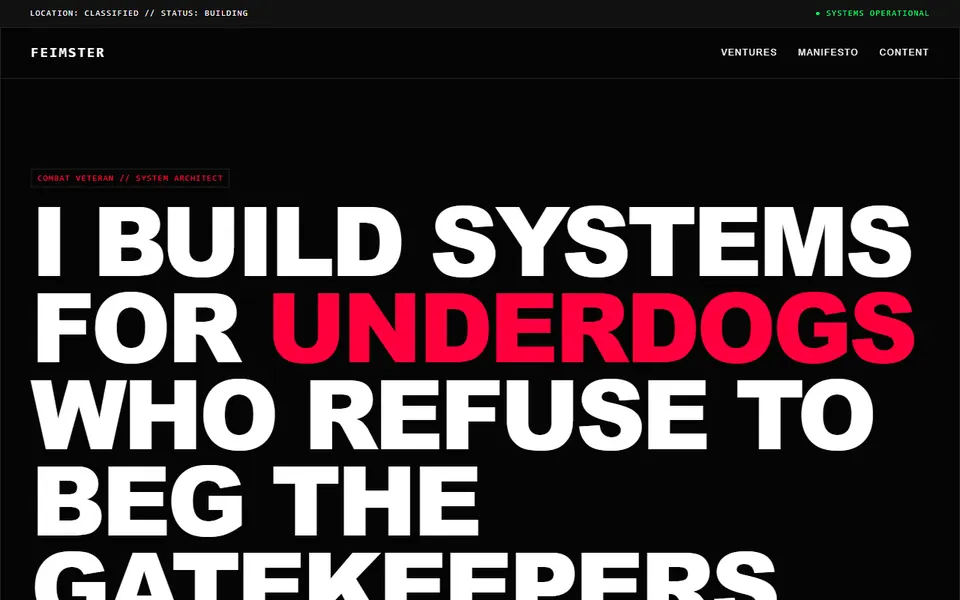 LOCATION: CLASSIFIED // STATUS: BUILDING
● SYSTEMS OPERATIONAL
FEIMSTER
VENTURES
MANIFESTO
CONTENT
COMBAT VETERAN // SYSTEM ARCHITECT
I BUILD SYSTEMS
FOR UNDERDOGS
WHO REFUSE TO
BEG THE
GATEKEEPERS